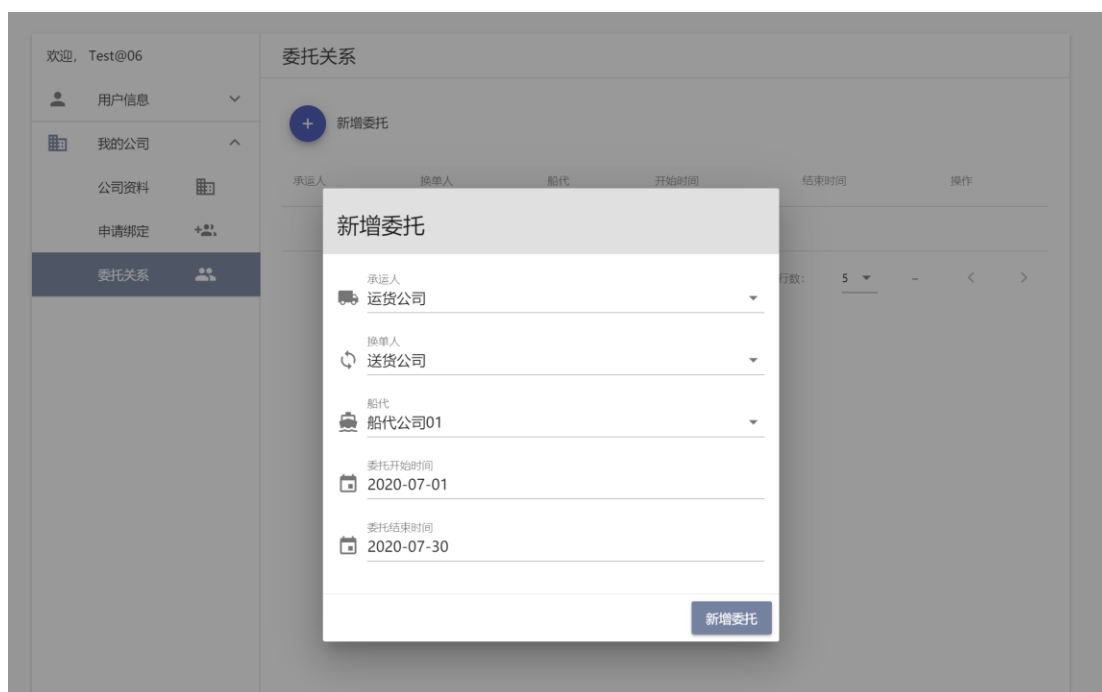 欢迎, Test@06
用户信息
我的公司
公司资料
申请绑定
委托关系
委托关系
+ 新增委托
承运人 换单人 船代 开始时间 结束时间 操作
行数: 5 – < >
新增委托
承运人
运货公司
换单人
送货公司
船代
船代公司01
委托开始时间
2020-07-01
委托结束时间
2020-07-30
新增委托